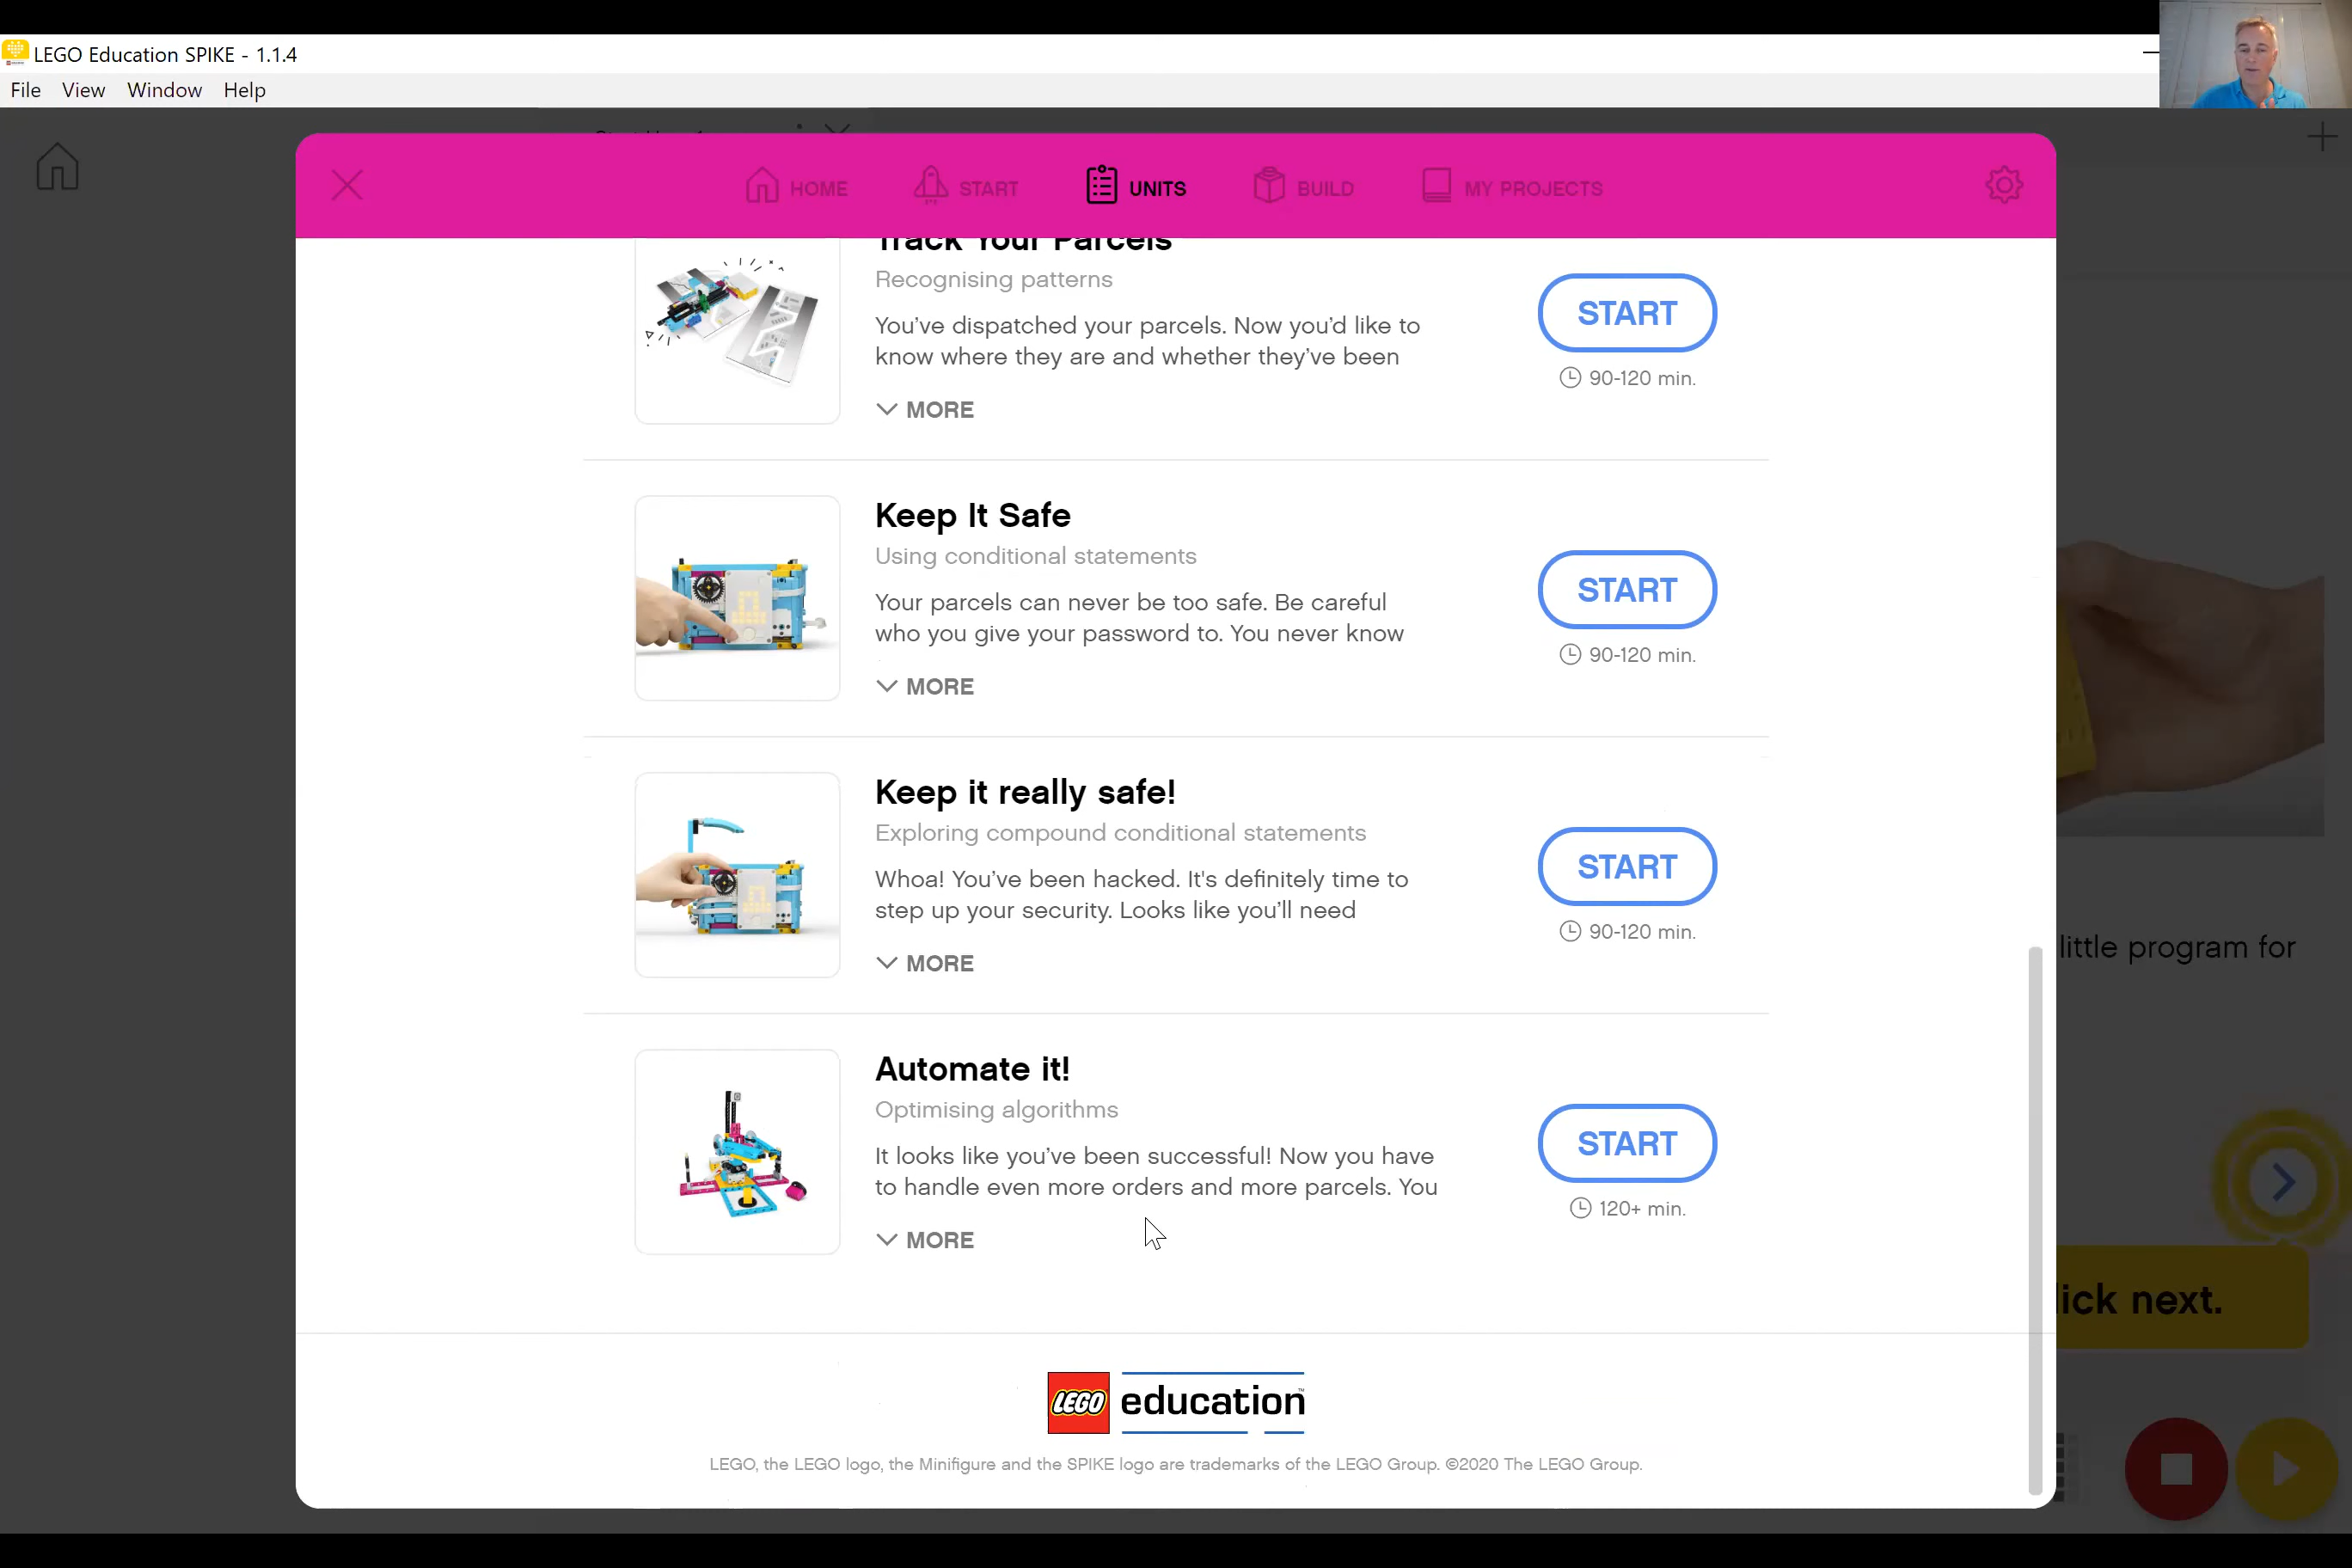 LEGO Education SPIKE - 1.1.4
File View Window Help
HOME START UNITS BUILD MY PROJECTS
Track Your Parcels
Recognising patterns
You've dispatched your parcels. Now you'd like to
know where they are and whether they've been
MORE
START
90-120 min.
Keep It Safe
Using conditional statements
Your parcels can never be too safe. Be careful
who you give your password to. You never know
MORE
START
90-120 min.
Keep it really safe!
Exploring compound conditional statements
Whoa! You've been hacked. It's definitely time to
step up your security. Looks like you'll need
MORE
START
90-120 min.
Automate it!
Optimising algorithms
It looks like you've been successful! Now you have
to handle even more orders and more parcels. You
MORE
START
120+ min.
little program for
lick next.
LEGO education™
LEGO, the LEGO logo, the Minifigure and the SPIKE logo are trademarks of the LEGO Group. ©2020 The LEGO Group.